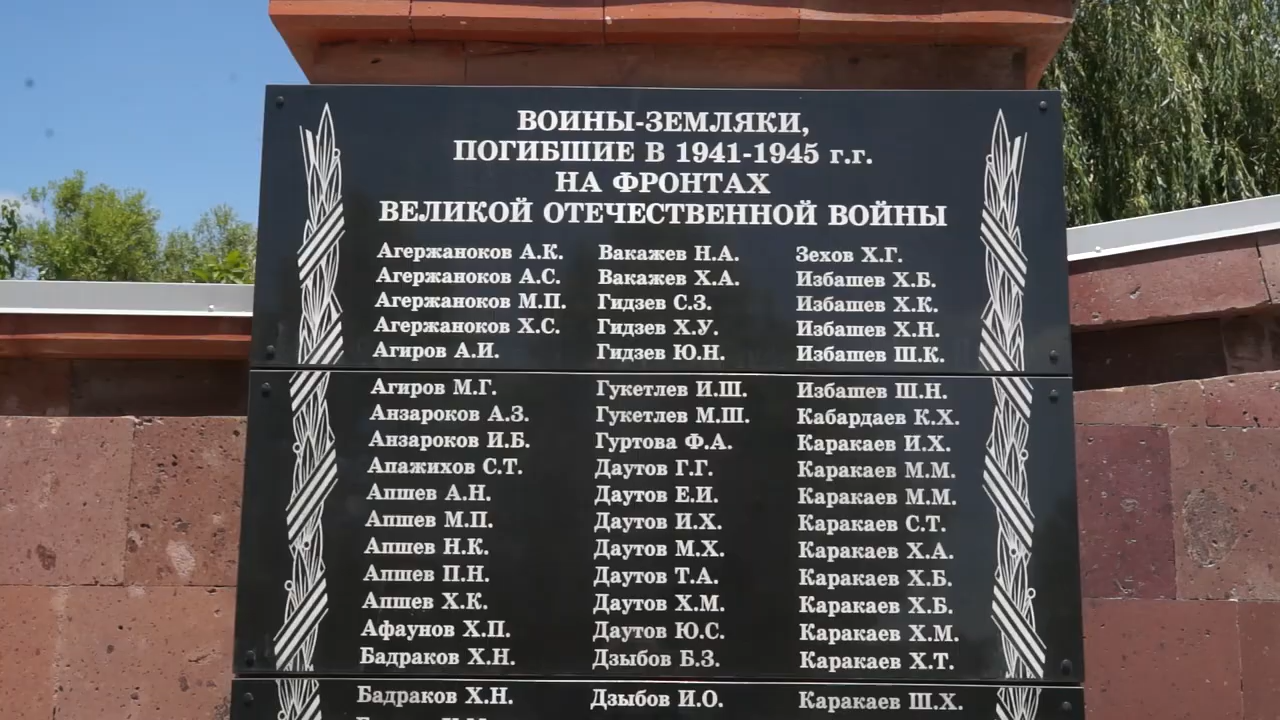 ВОИНЫ-ЗЕМЛЯКИ,
ПОГИБШИЕ В 1941-1945 г.г.
НА ФРОНТАХ
ВЕЛИКОЙ ОТЕЧЕСТВЕННОЙ ВОЙНЫ
Агержаноков А.К.
Агержаноков А.С.
Агержаноков М.П.
Агержаноков Х.С.
Агиров А.И.
Агиров М.Г.
Анзароков А.З.
Анзароков И.Б.
Апажихов С.Т.
Апшев А.Н.
Апшев М.П.
Апшев Н.К.
Апшев П.Н.
Апшев Х.К.
Афаунов Х.П.
Бадраков Х.Н.
Бадраков Х.Н.
Вакажев Н.А.
Вакажев Х.А.
Гидзев С.З.
Гидзев Х.У.
Гидзев Ю.Н.
Гукетлев И.Ш.
Гукетлев М.Ш.
Гуртова Ф.А.
Даутов Г.Г.
Даутов Е.И.
Даутов И.Х.
Даутов М.Х.
Даутов Т.А.
Даутов Х.М.
Даутов Ю.С.
Дзыбов Б.З.
Дзыбов И.О.
Зехов Х.Г.
Избашев Х.Б.
Избашев Х.К.
Избашев Х.Н.
Избашев Ш.К.
Избашев Ш.Н.
Кабардаев К.Х.
Каракаев И.Х.
Каракаев М.М.
Каракаев М.М.
Каракаев С.Т.
Каракаев Х.А.
Каракаев Х.Б.
Каракаев Х.Б.
Каракаев Х.М.
Каракаев Х.Т.
Каракаев Ш.Х.